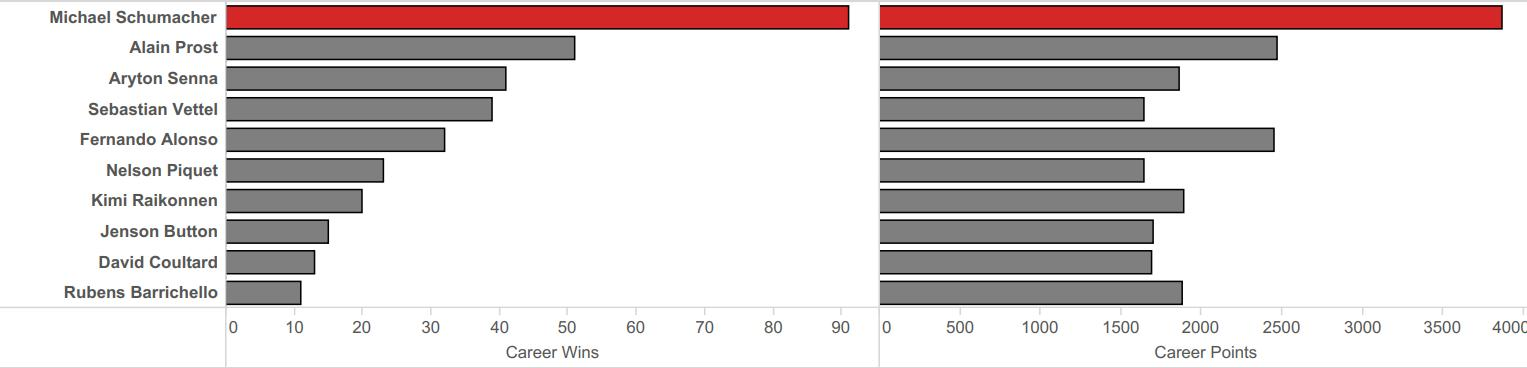 Michael Schumacher
Alain Prost
Aryton Senna
Sebastian Vettel
Fernando Alonso
Nelson Piquet
Kimi Raikonnen
Jenson Button
David Coultard
Rubens Barrichello
0 10 20 30 40 50 60 70 80 90
Career Wins
0 500 1000 1500 2000 2500 3000 3500 4000
Career Points